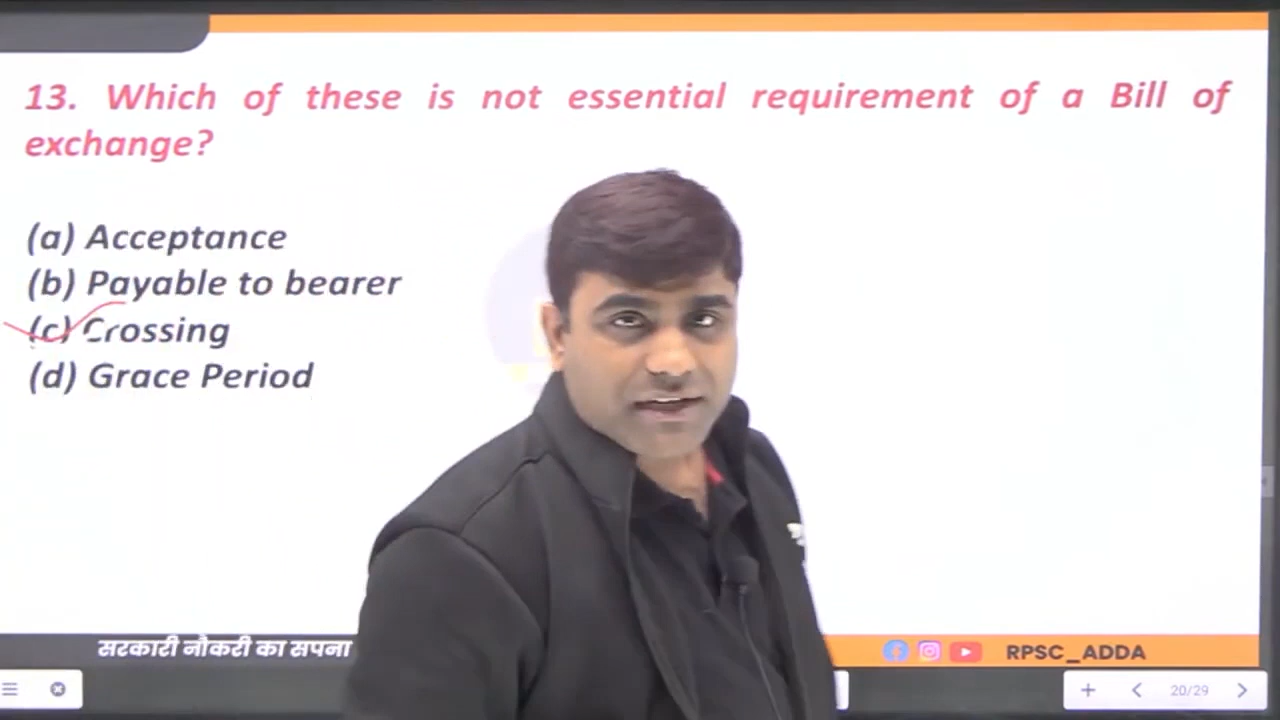 13. Which of these is not essential requirement of a Bill of
exchange?
(a) Acceptance
(b) Payable to bearer
(c) Crossing
(d) Grace Period
सरकारी नौकरी का सपना
RPSC_ADDA
20/29